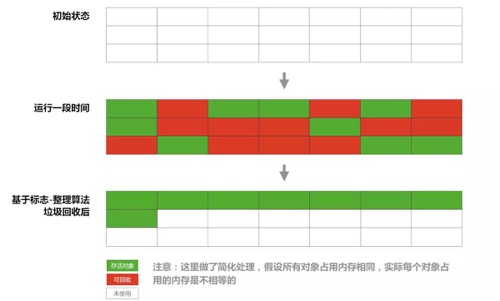 初始状态
运行一段时间
基于标志-整理算法
垃圾回收后
存活对象
可回收
未使用
注意：这里做了简化处理，假设所有对象占用内存相同，实际每个对象占
用的内存是不相等的